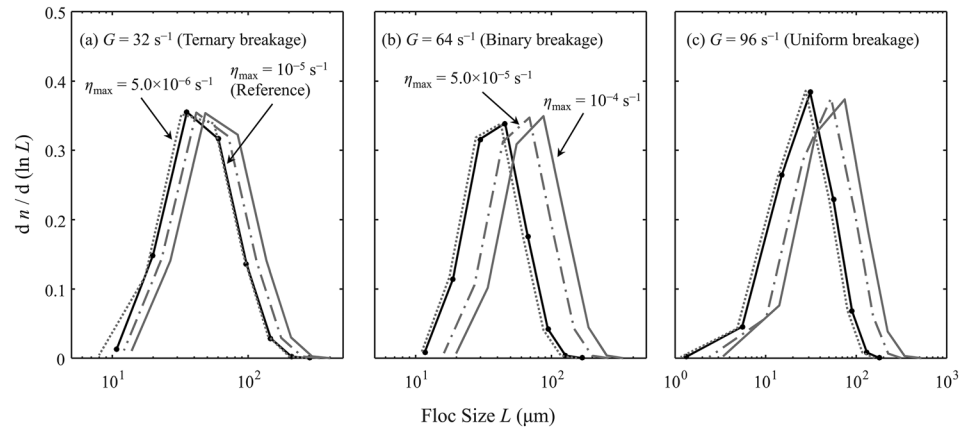 0.5
0.4
0.3
0.2
0.1
0
d n / d (ln L)
(a) G = 32 s⁻¹ (Ternary breakage)
ηmax = 5.0×10⁻⁶ s⁻¹
ηmax = 10⁻⁵ s⁻¹
(Reference)
10¹
10²
(b) G = 64 s⁻¹ (Binary breakage)
ηmax = 5.0×10⁻⁵ s⁻¹
ηmax = 10⁻⁴ s⁻¹
10¹
10²
(c) G = 96 s⁻¹ (Uniform breakage)
10⁰
10¹
10²
10³
Floc Size L (μm)